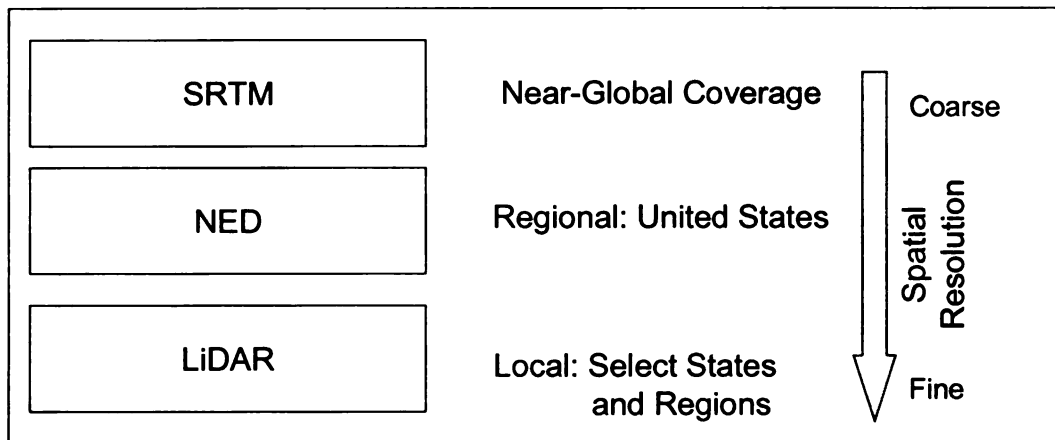 SRTM
Near-Global Coverage
Coarse
NED
Regional: United States
Spatial
Resolution
LiDAR
Local: Select States
and Regions
Fine